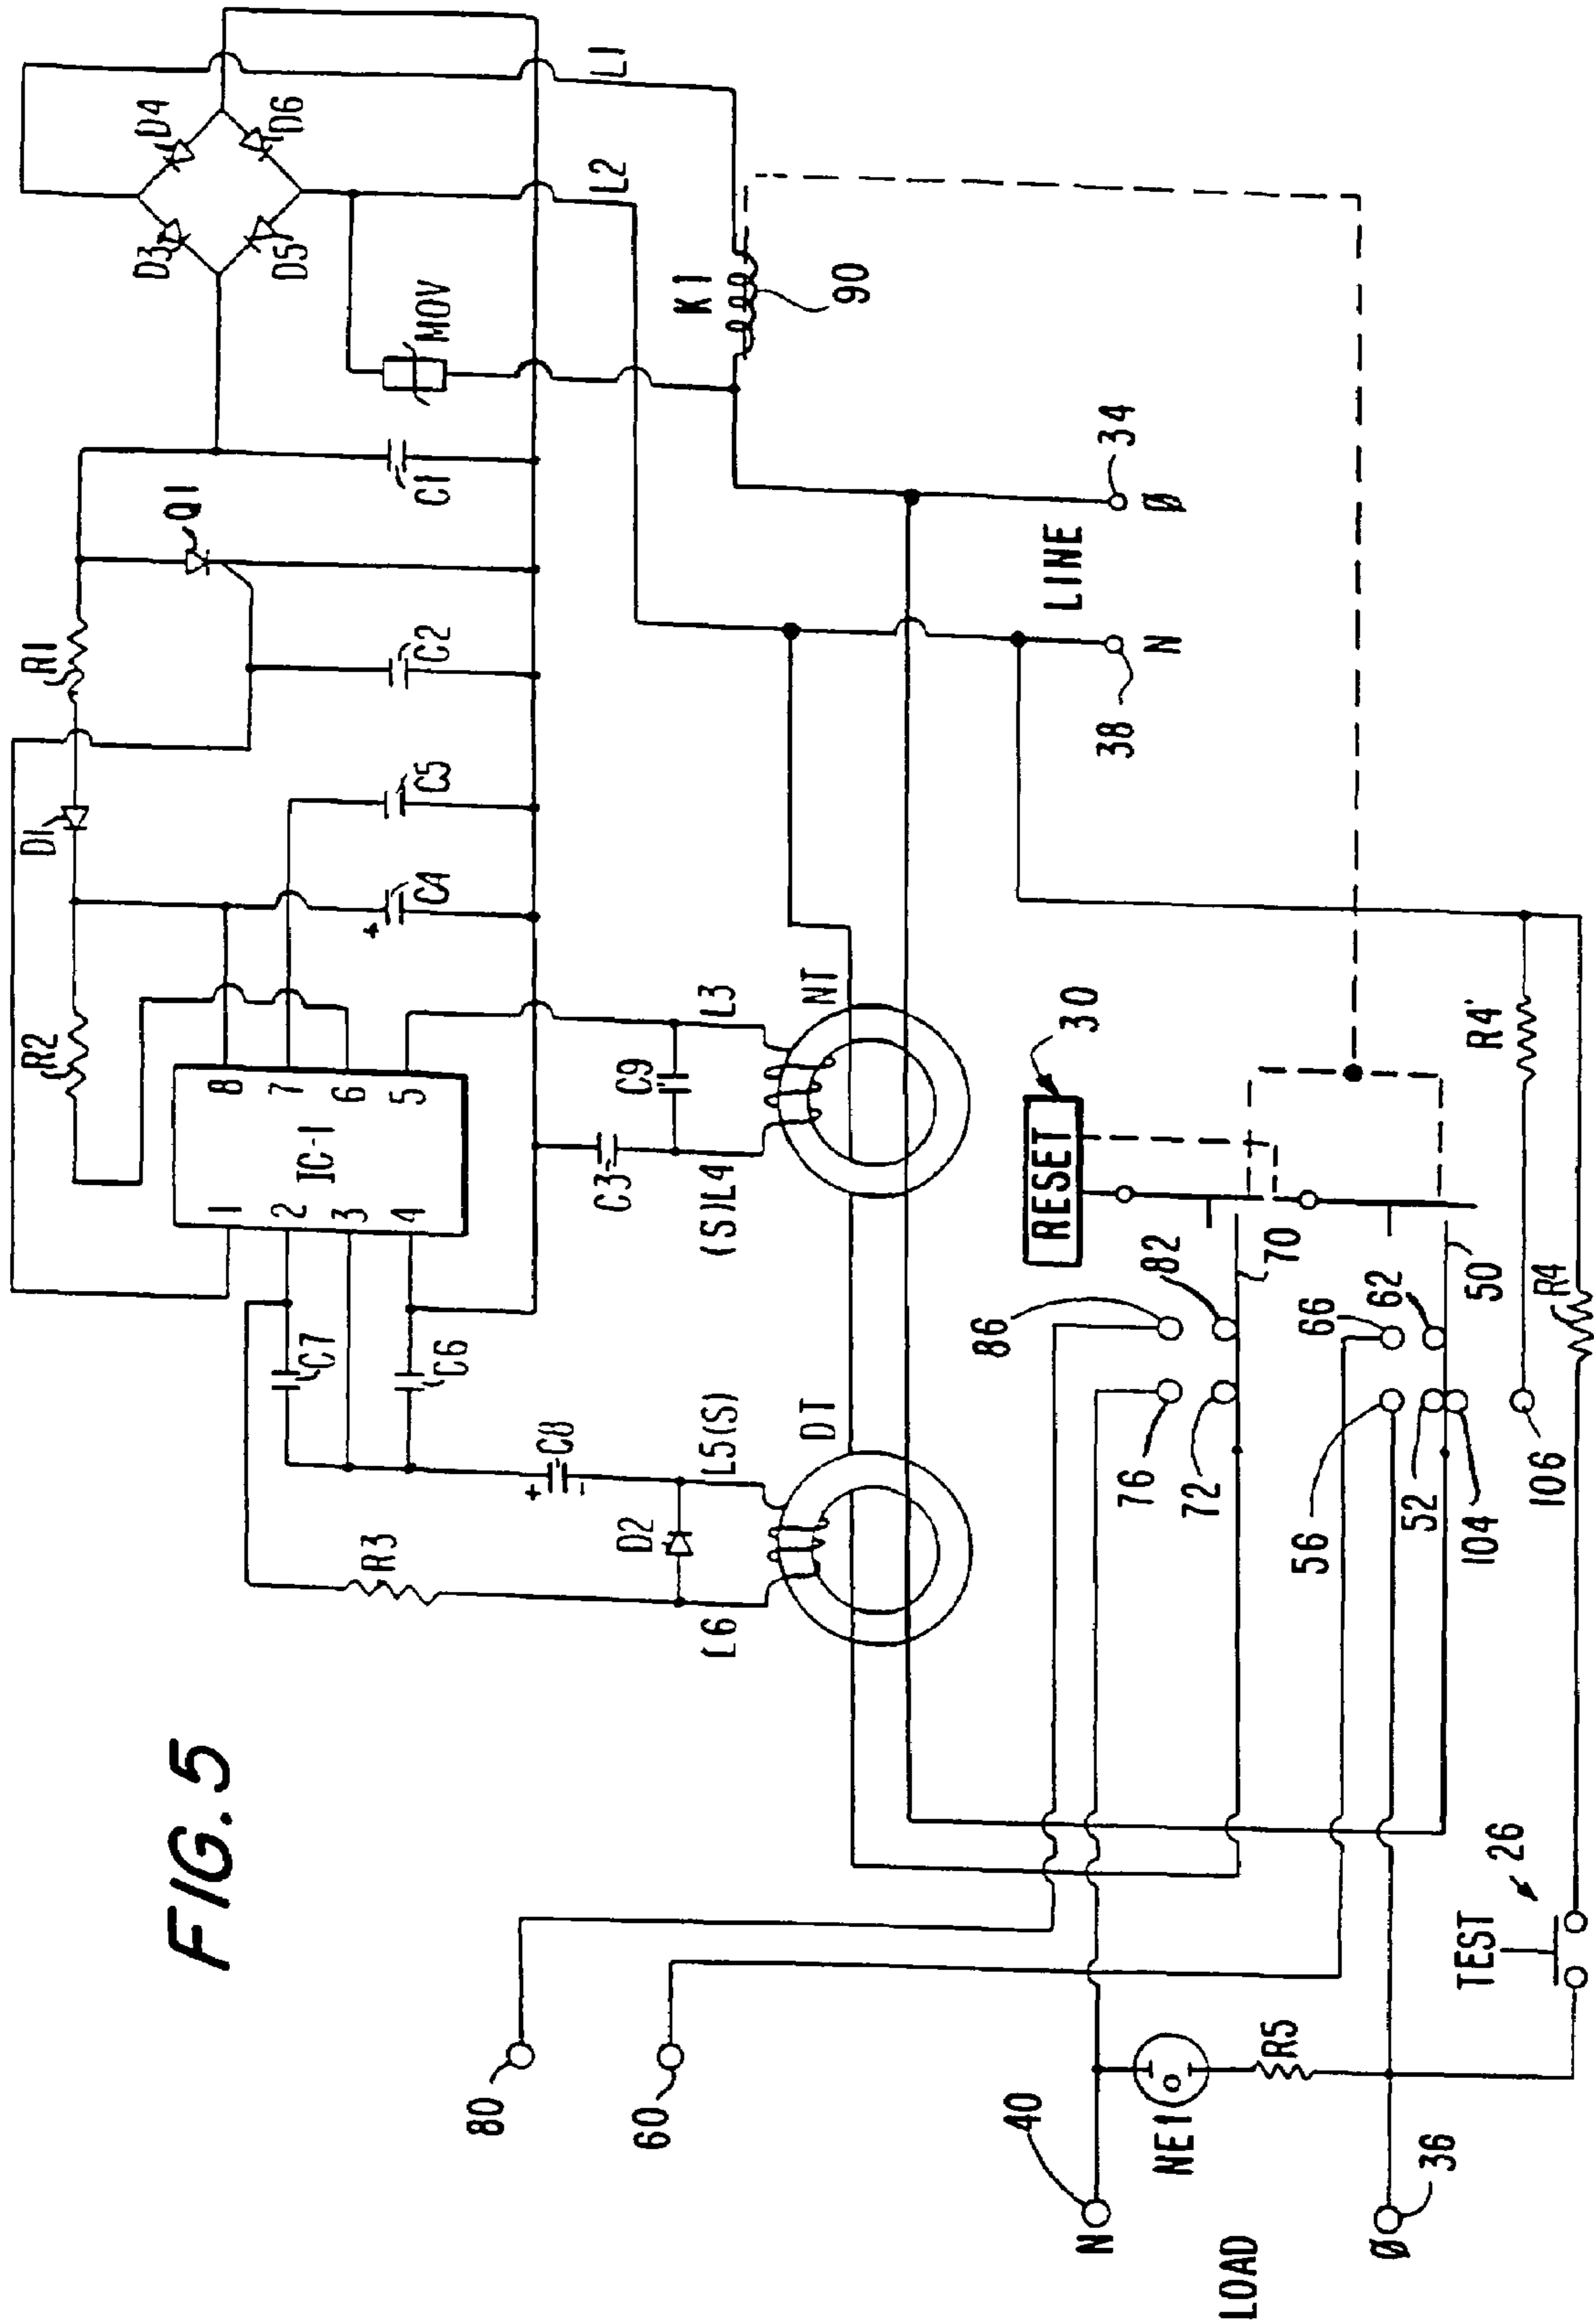 FIG. 5
D4
D6
D3
D5
L1
L2
MOV
K1
90
C1
Q1
R1
C2
C5
D1
C4
R2
IC-1
8
7
6
5
1
2
3
4
C7
C6
C8
R3
D2
L5(S)
L6
DT
C9
C3
L3
(S)L4
NT
34
Ø
LINE
N
38
RESET
30
86
82
70
76
72
66
62
50
56
52
104
106
R4'
R4
TEST
26
80
60
40
N
NE1
R5
LOAD
Ø
36
+
+
-